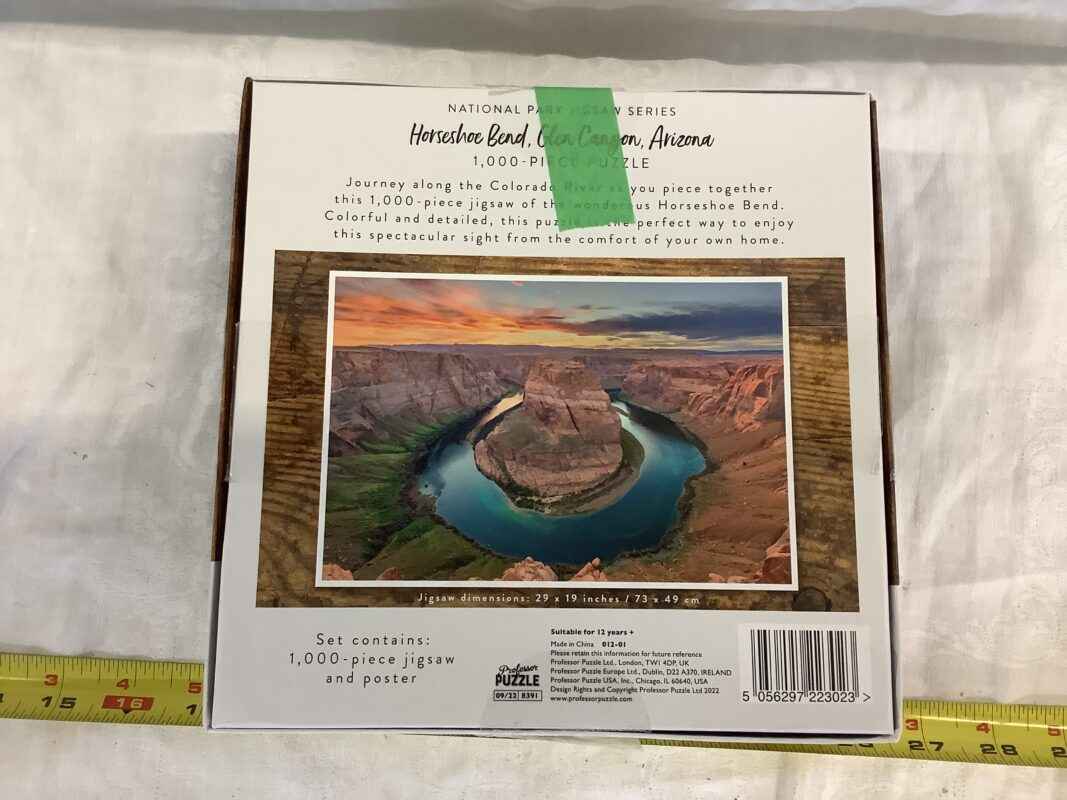 NATIONAL PARK JIGSAW SERIES
Horseshoe Bend, Glen Canyon, Arizona
1,000-PIECE PUZZLE
Journey along the Colorado River as you piece together
this 1,000-piece jigsaw of the wonderous Horseshoe Bend.
Colorful and detailed, this puzzle is the perfect way to enjoy
this spectacular sight from the comfort of your own home.
Jigsaw dimensions: 29 x 19 inches / 73 x 49 cm
Set contains:
1,000-piece jigsaw
and poster
Professor
PUZZLE
09/22 8391
Suitable for 12 years +
Made in China 012-01
Please retain this information for future reference
Professor Puzzle Ltd., London, TW1 4DP, UK
Professor Puzzle Europe Ltd., Dublin, D22 A370, IRELAND
Professor Puzzle USA, Inc., Chicago, IL 60640, USA
Design Rights and Copyright Professor Puzzle Ltd 2022
www.professorpuzzle.com
5 056297 223023 >
3 4 5
15 16 1
3 4 5
27 28